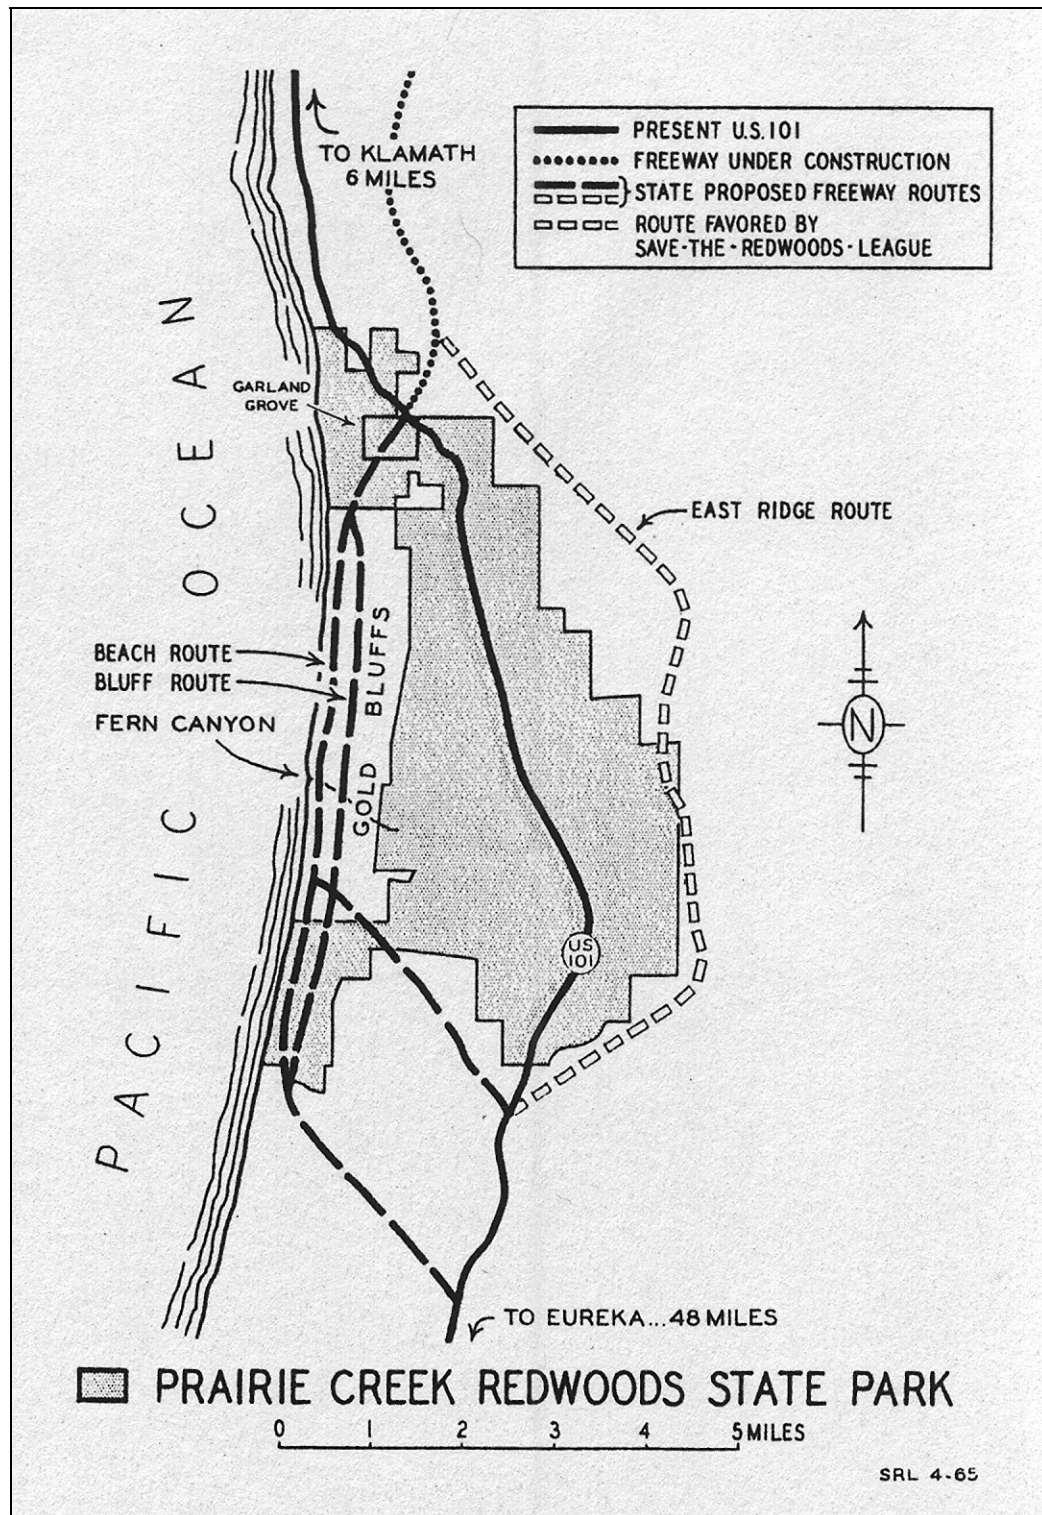 PRESENT U.S. 101
FREEWAY UNDER CONSTRUCTION
STATE PROPOSED FREEWAY ROUTES
ROUTE FAVORED BY
SAVE-THE-REDWOODS-LEAGUE
TO KLAMATH
6 MILES
GARLAND
GROVE
EAST RIDGE ROUTE
PACIFIC OCEAN
BEACH ROUTE
BLUFF ROUTE
FERN CANYON
GOLD BLUFFS
N
US
101
TO EUREKA...48 MILES
PRAIRIE CREEK REDWOODS STATE PARK
0 1 2 3 4 5 MILES
SRL 4-65